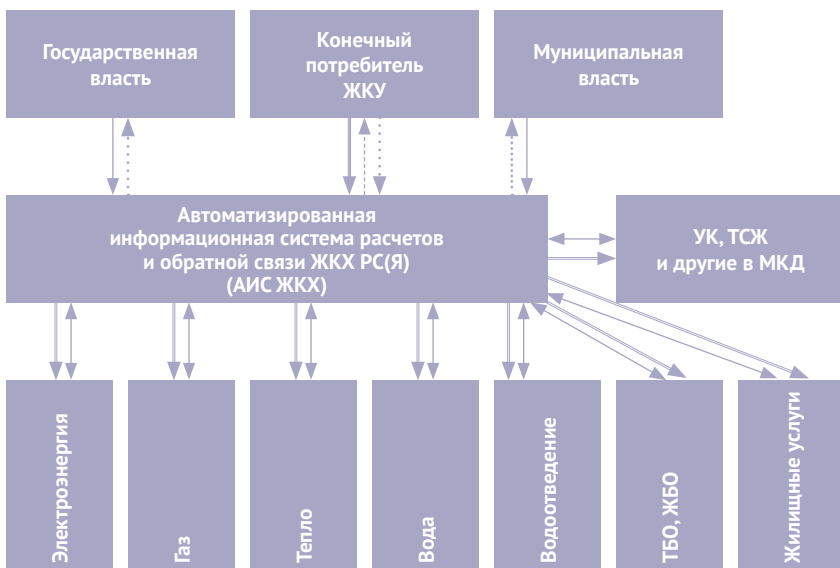 Государственная
власть
Конечный
потребитель
ЖКУ
Муниципальная
власть
Автоматизированная
информационная система расчетов
и обратной связи ЖКХ РС(Я)
(АИС ЖКХ)
УК, ТСЖ
и другие в МКД
Электроэнергия
Газ
Тепло
Вода
Водоотведение
ТБО, ЖБО
Жилищные услуги